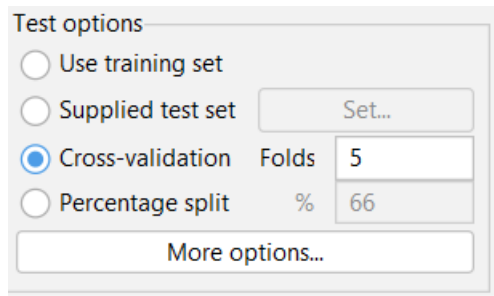 Test options
Use training set
Supplied test set Set...
Cross-validation Folds 5
Percentage split % 66
More options...